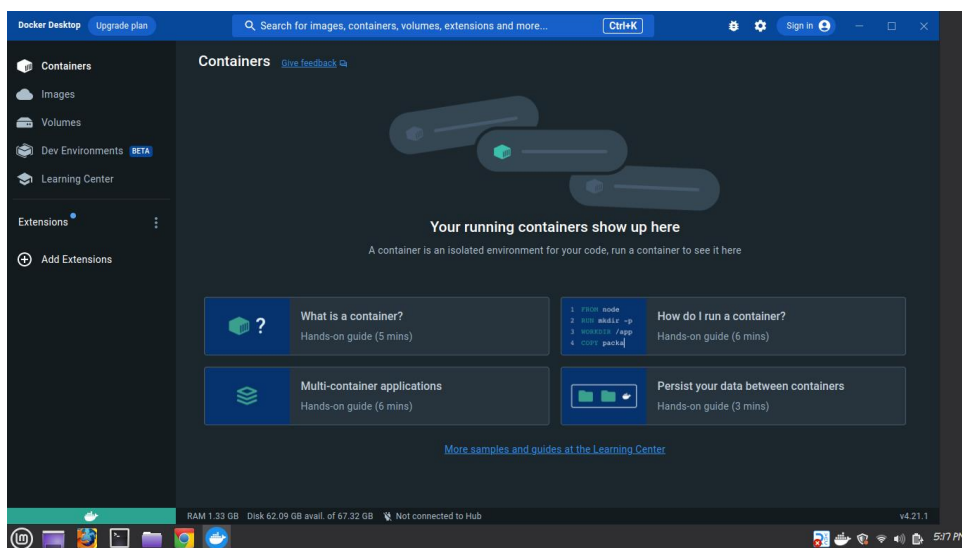 Docker Desktop Upgrade plan Search for images, containers, volumes, extensions and more... Ctrl+K Sign in
Containers
Images
Volumes
Dev Environments BETA
Learning Center
Extensions
Add Extensions
Containers Give feedback
Your running containers show up here
A container is an isolated environment for your code, run a container to see it here
?
What is a container?
Hands-on guide (5 mins)
1 FROM node
2 RUN mkdir -p
3 WORKDIR /app
4 COPY packa
How do I run a container?
Hands-on guide (6 mins)
Multi-container applications
Hands-on guide (6 mins)
Persist your data between containers
Hands-on guide (3 mins)
More samples and guides at the Learning Center
RAM 1.33 GB Disk 62.09 GB avail. of 67.32 GB Not connected to Hub v4.21.1
5:17 PM